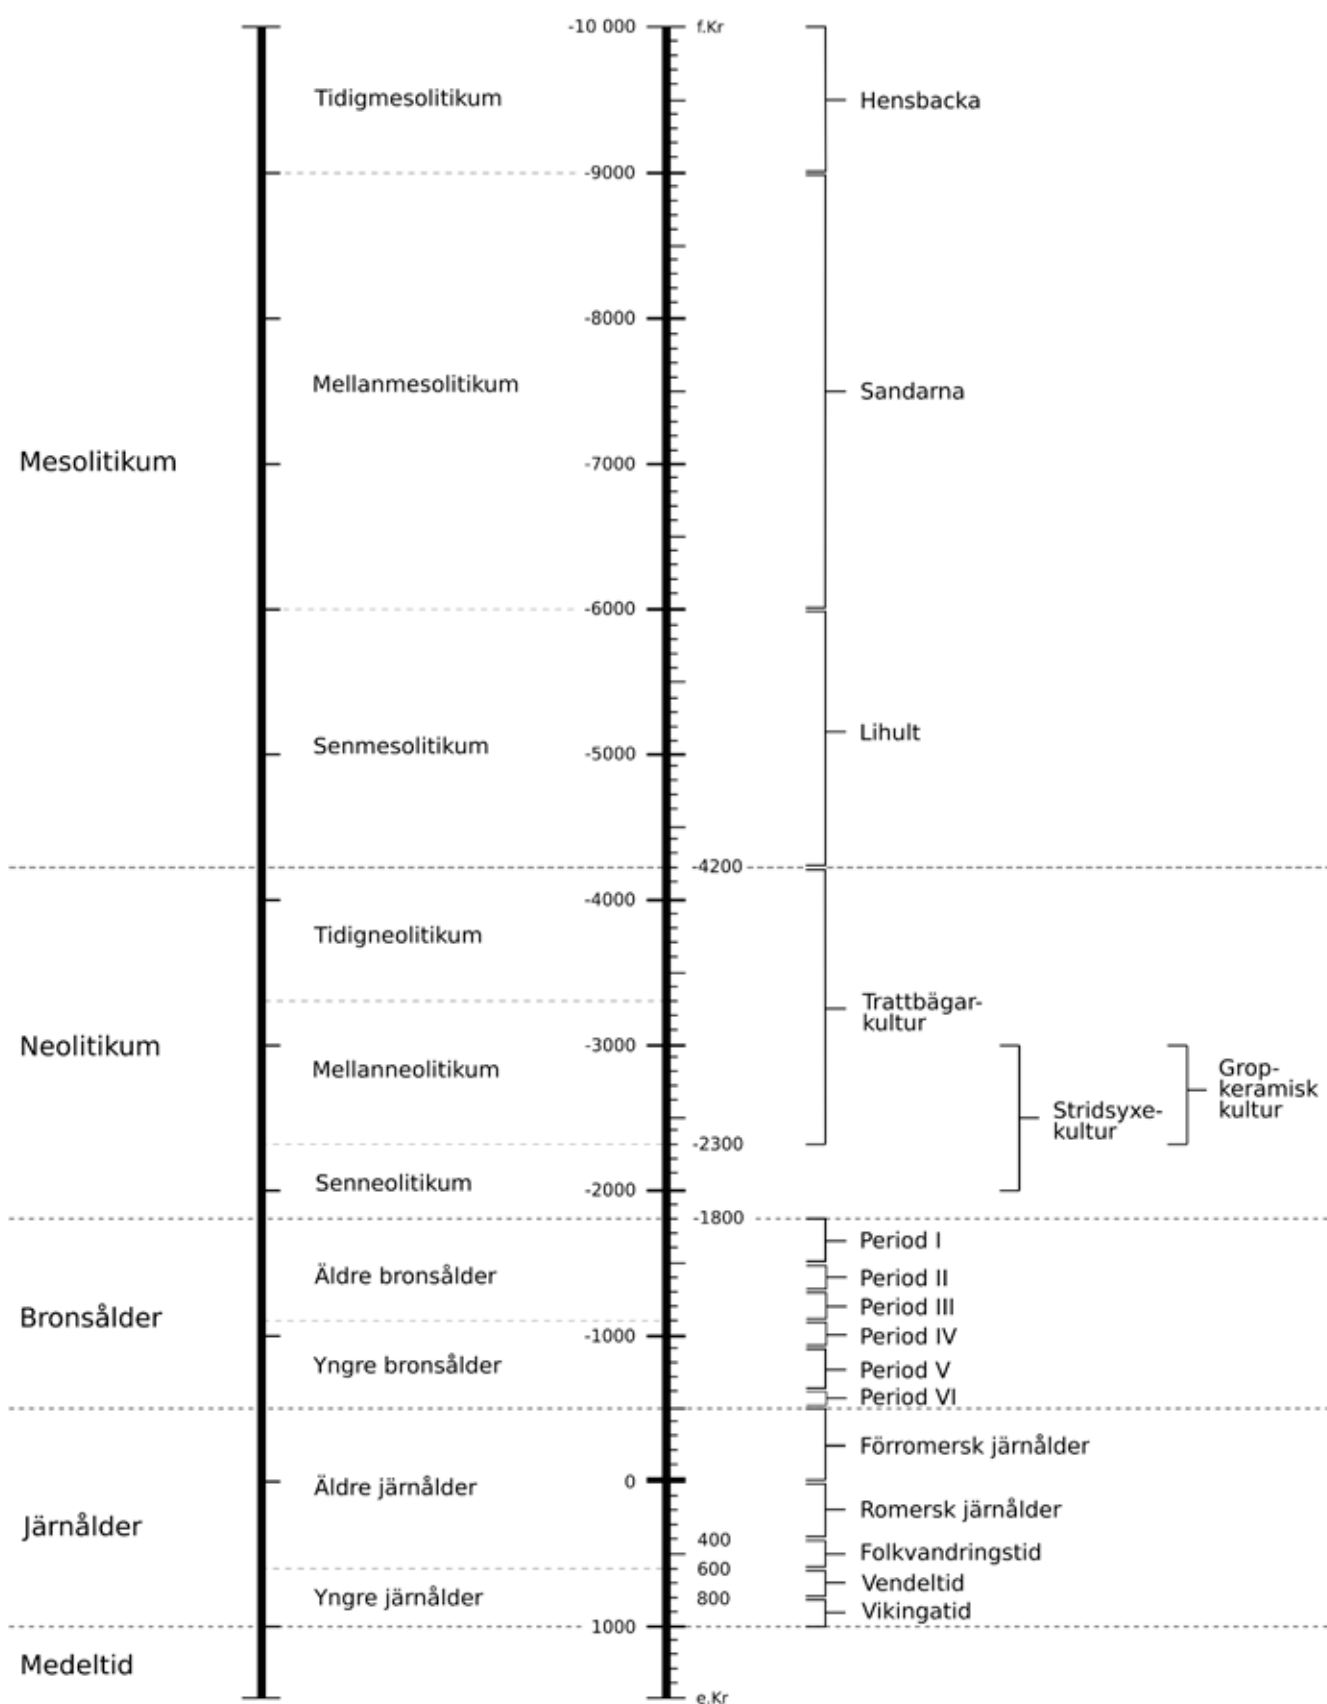 -10 000
f.Kr
Tidigmesolitikum
Hensbacka
-9000
-8000
Mellanmesolitikum
Sandarna
Mesolitikum
-7000
-6000
Lihult
Senmesolitikum
-5000
-4200
-4000
Tidigneolitikum
Trattbägar-
kultur
Neolitikum
-3000
Mellanneolitikum
Grop-
keramisk
kultur
Stridsyxe-
kultur
-2300
Senneolitikum
-2000
-1800
Period I
Äldre bronsålder
Period II
Period III
Bronsålder
-1000
Period IV
Yngre bronsålder
Period V
Period VI
Förromersk järnålder
0
Äldre järnålder
Romersk järnålder
Järnålder
400
Folkvandringstid
600
Vendeltid
Yngre järnålder
800
Vikingatid
1000
Medeltid
e.Kr